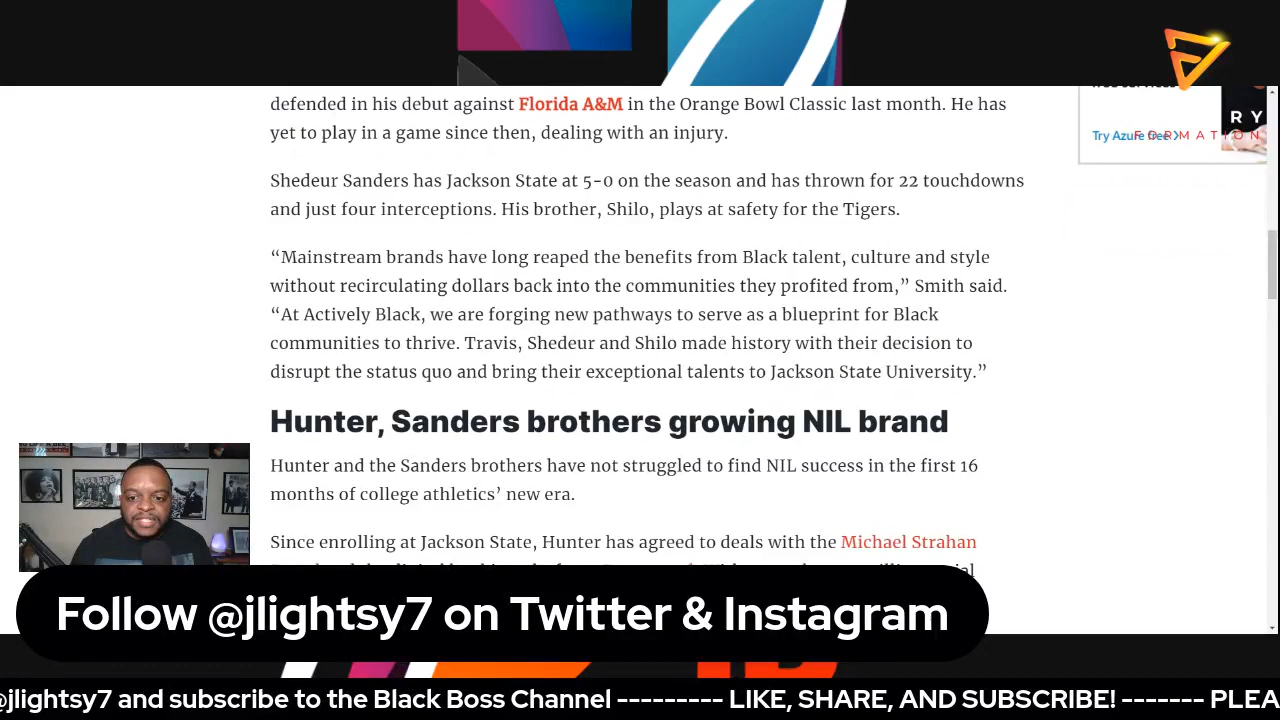 defended in his debut against Florida A&M in the Orange Bowl Classic last month. He has
yet to play in a game since then, dealing with an injury.
Shedeur Sanders has Jackson State at 5-0 on the season and has thrown for 22 touchdowns
and just four interceptions. His brother, Shilo, plays at safety for the Tigers.
“Mainstream brands have long reaped the benefits from Black talent, culture and style
without recirculating dollars back into the communities they profited from,” Smith said.
“At Actively Black, we are forging new pathways to serve as a blueprint for Black
communities to thrive. Travis, Shedeur and Shilo made history with their decision to
disrupt the status quo and bring their exceptional talents to Jackson State University.”
Hunter, Sanders brothers growing NIL brand
Hunter and the Sanders brothers have not struggled to find NIL success in the first 16
months of college athletics’ new era.
Since enrolling at Jackson State, Hunter has agreed to deals with the Michael Strahan
RY
Try Azure free >
FORMATION
Follow @jlightsy7 on Twitter & Instagram
@jlightsy7 and subscribe to the Black Boss Channel --------- LIKE, SHARE, AND SUBSCRIBE! ------- PLEA